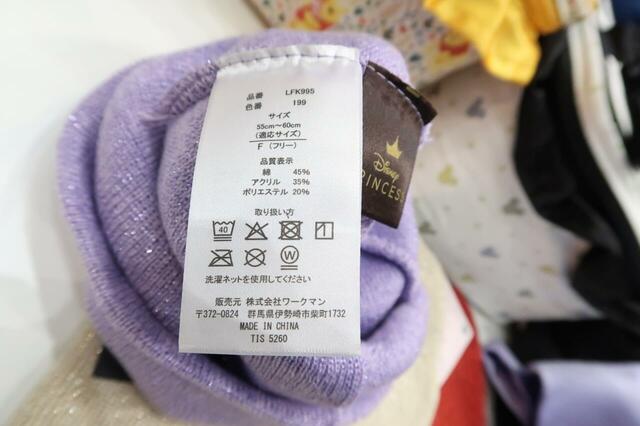 品番 LFK995
色番 199
サイズ
55cm～60cm
(適応サイズ)
F (フリー)
品質表示
綿 45%
アクリル 35%
ポリエステル 20%
取り扱い方
40
W
洗濯ネットを使用してください
販売元 株式会社ワークマン
〒372-0824 群馬県伊勢崎市柴町1732
MADE IN CHINA
TIS 5260
Disney
PRINCESS